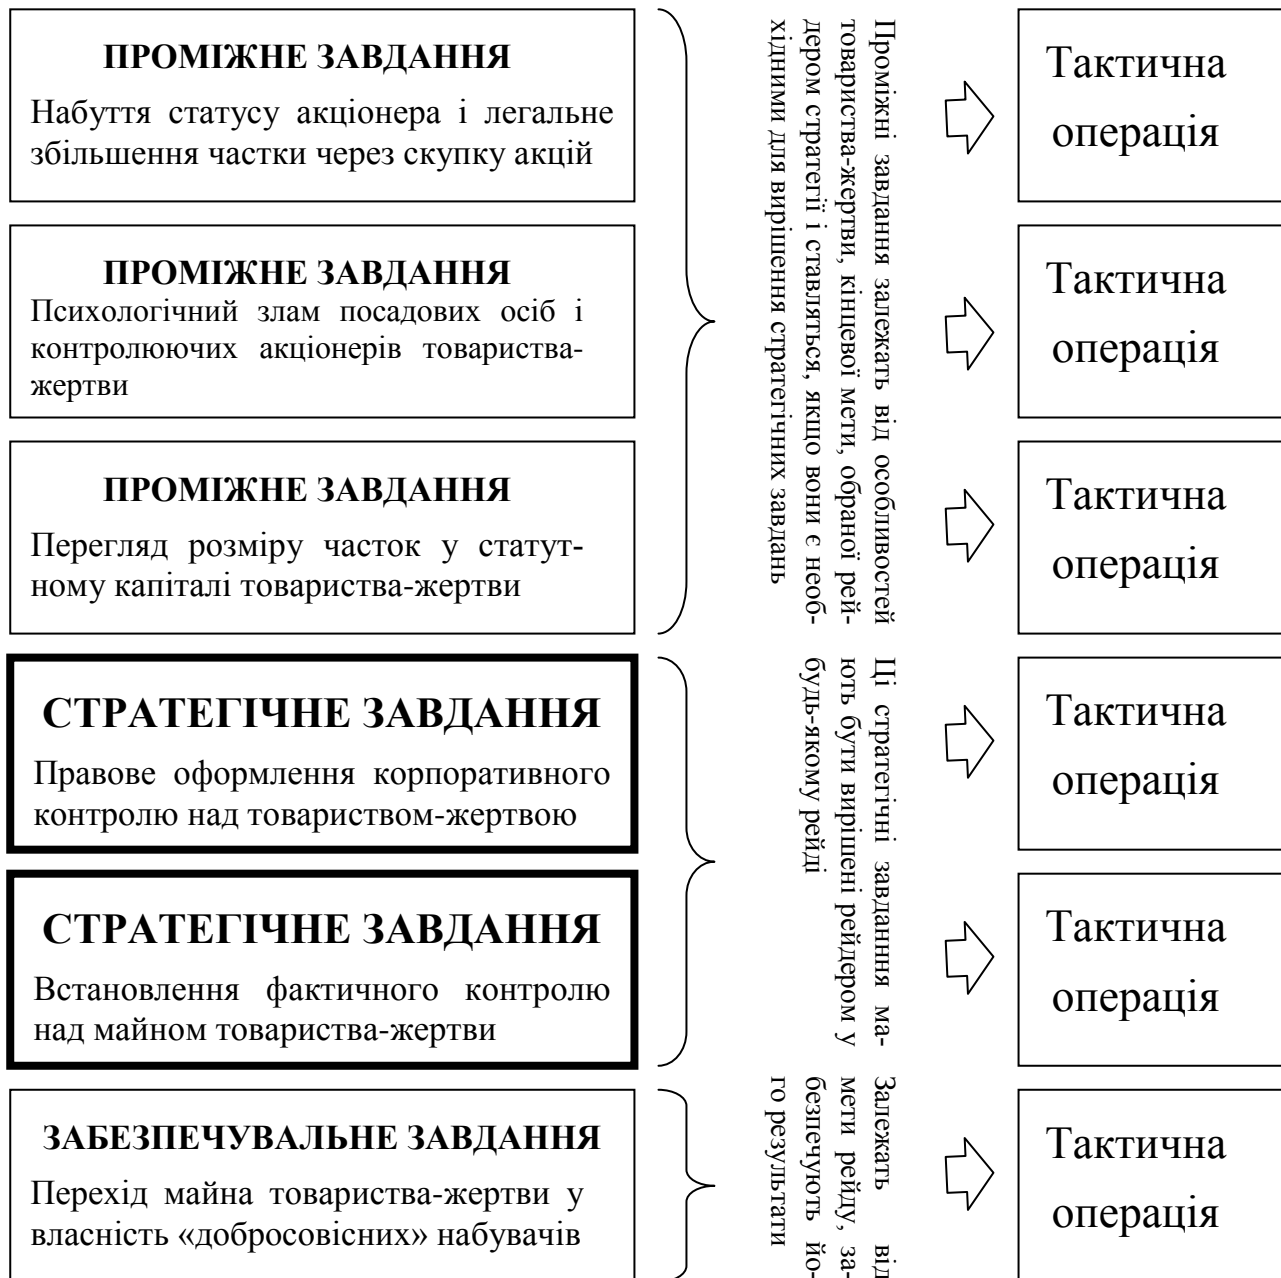 ПРОМІЖНЕ ЗАВДАННЯ
Набуття статусу акціонера і легальне
збільшення частки через скупку акцій
ПРОМІЖНЕ ЗАВДАННЯ
Психологічний злам посадових осіб і
контролюючих акціонерів товариства-
жертви
ПРОМІЖНЕ ЗАВДАННЯ
Перегляд розміру часток у статут-
ному капіталі товариства-жертви
СТРАТЕГІЧНЕ ЗАВДАННЯ
Правове оформлення корпоративного
контролю над товариством-жертвою
СТРАТЕГІЧНЕ ЗАВДАННЯ
Встановлення фактичного контролю
над майном товариства-жертви
ЗАБЕЗПЕЧУВАЛЬНЕ ЗАВДАННЯ
Перехід майна товариства-жертви у
власність «добросовісних» набувачів
Проміжні завдання залежать від особливостей
товариства-жертви, кінцевої мети, обраної рей-
дером стратегії і ставляться, якщо вони є необ-
хідними для вирішення стратегічних завдань
Ці стратегічні завданння ма-
ють бути вирішені рейдером у
будь-якому рейді
Залежать від
мети рейду, за-
безпечують йо-
го результати
Тактична
операція
Тактична
операція
Тактична
операція
Тактична
операція
Тактична
операція
Тактична
операція